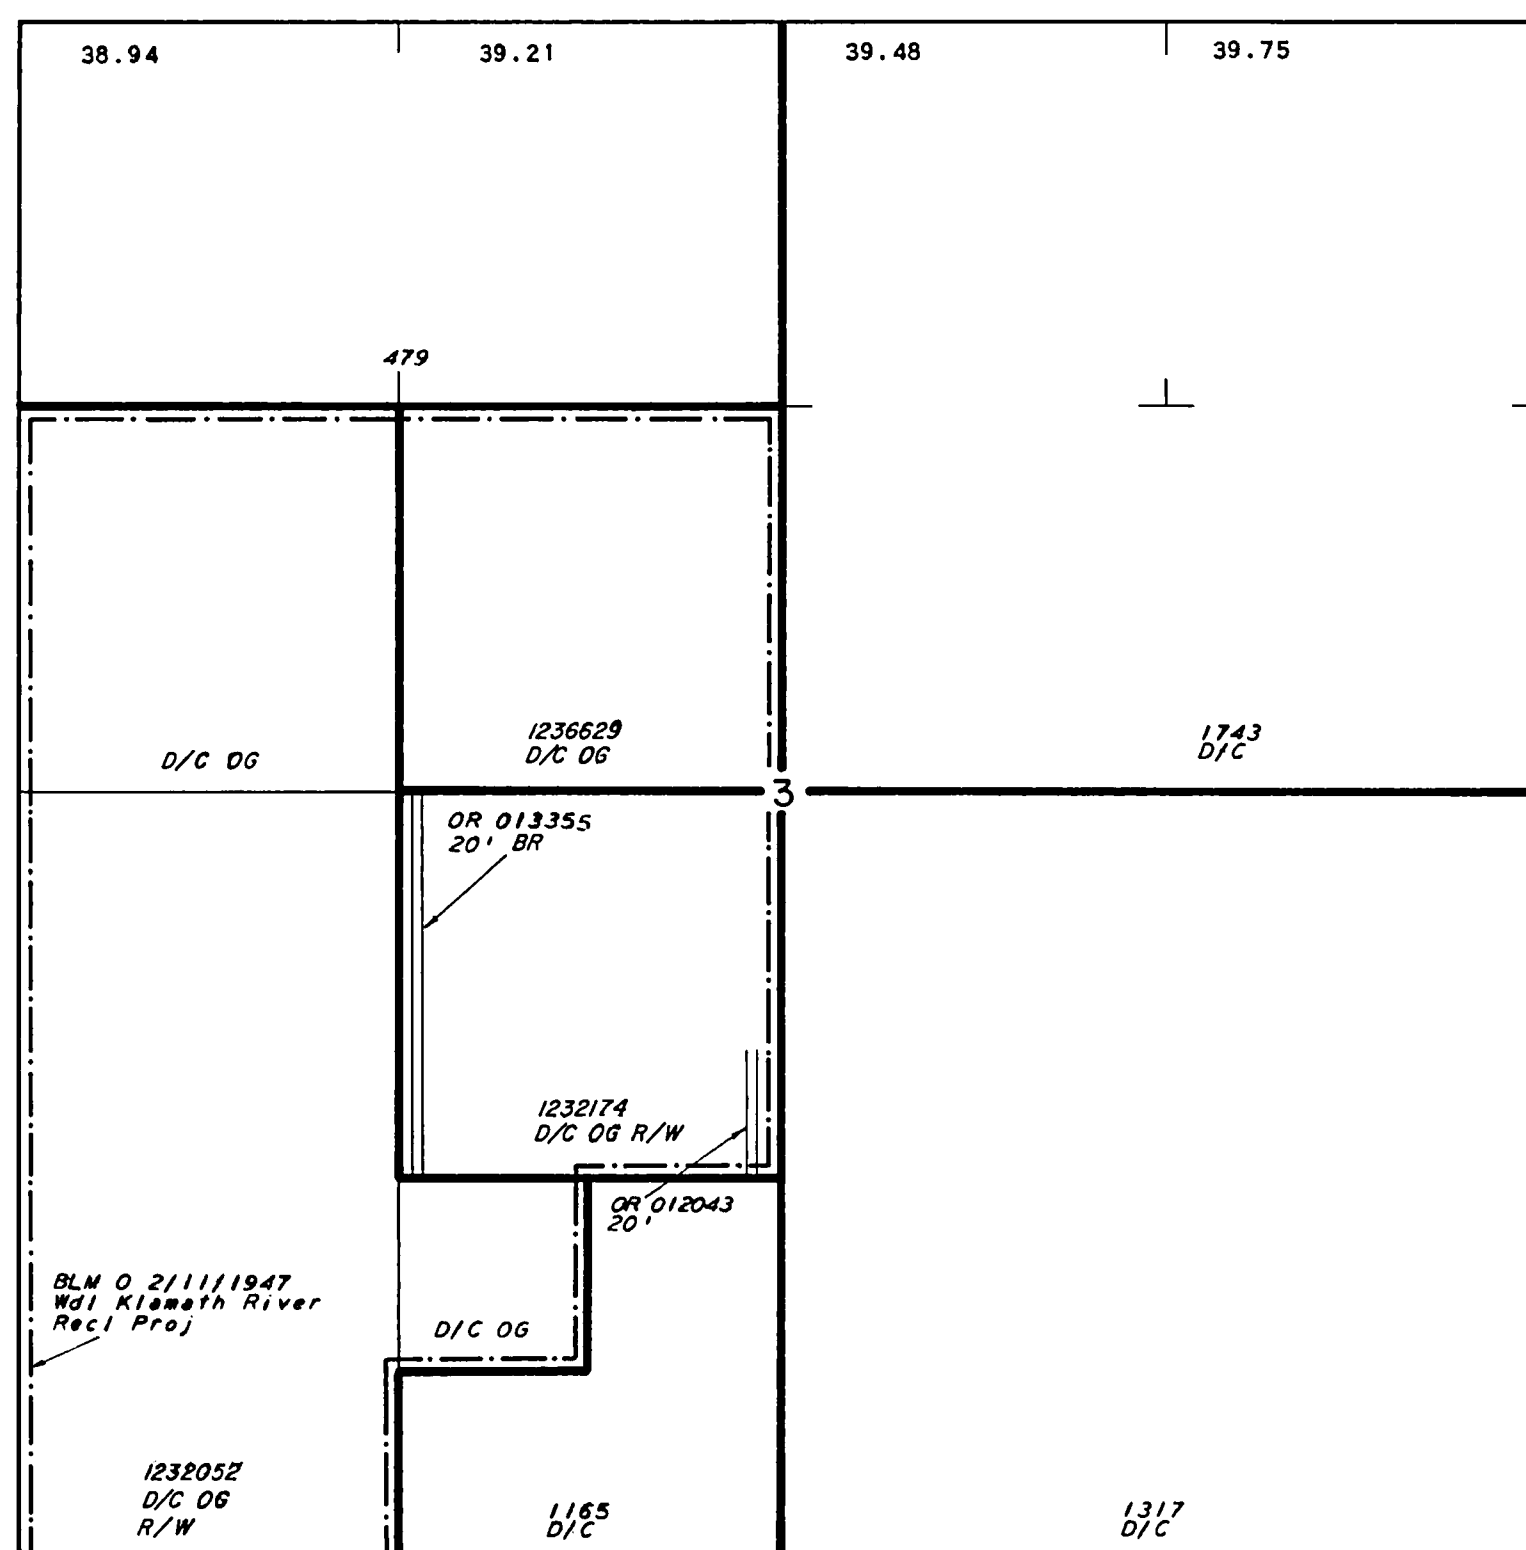 38.94
39.21
39.48
39.75
479
D/C OG
1236629
D/C OG
1743
D/C
3
OR 013355
20' BR
1232174
D/C OG R/W
OR 012043
20'
BLM O 2/11/1947
Wdl Klamath River
Recl Proj
D/C OG
1232052
D/C OG
R/W
1165
D/C
1317
D/C